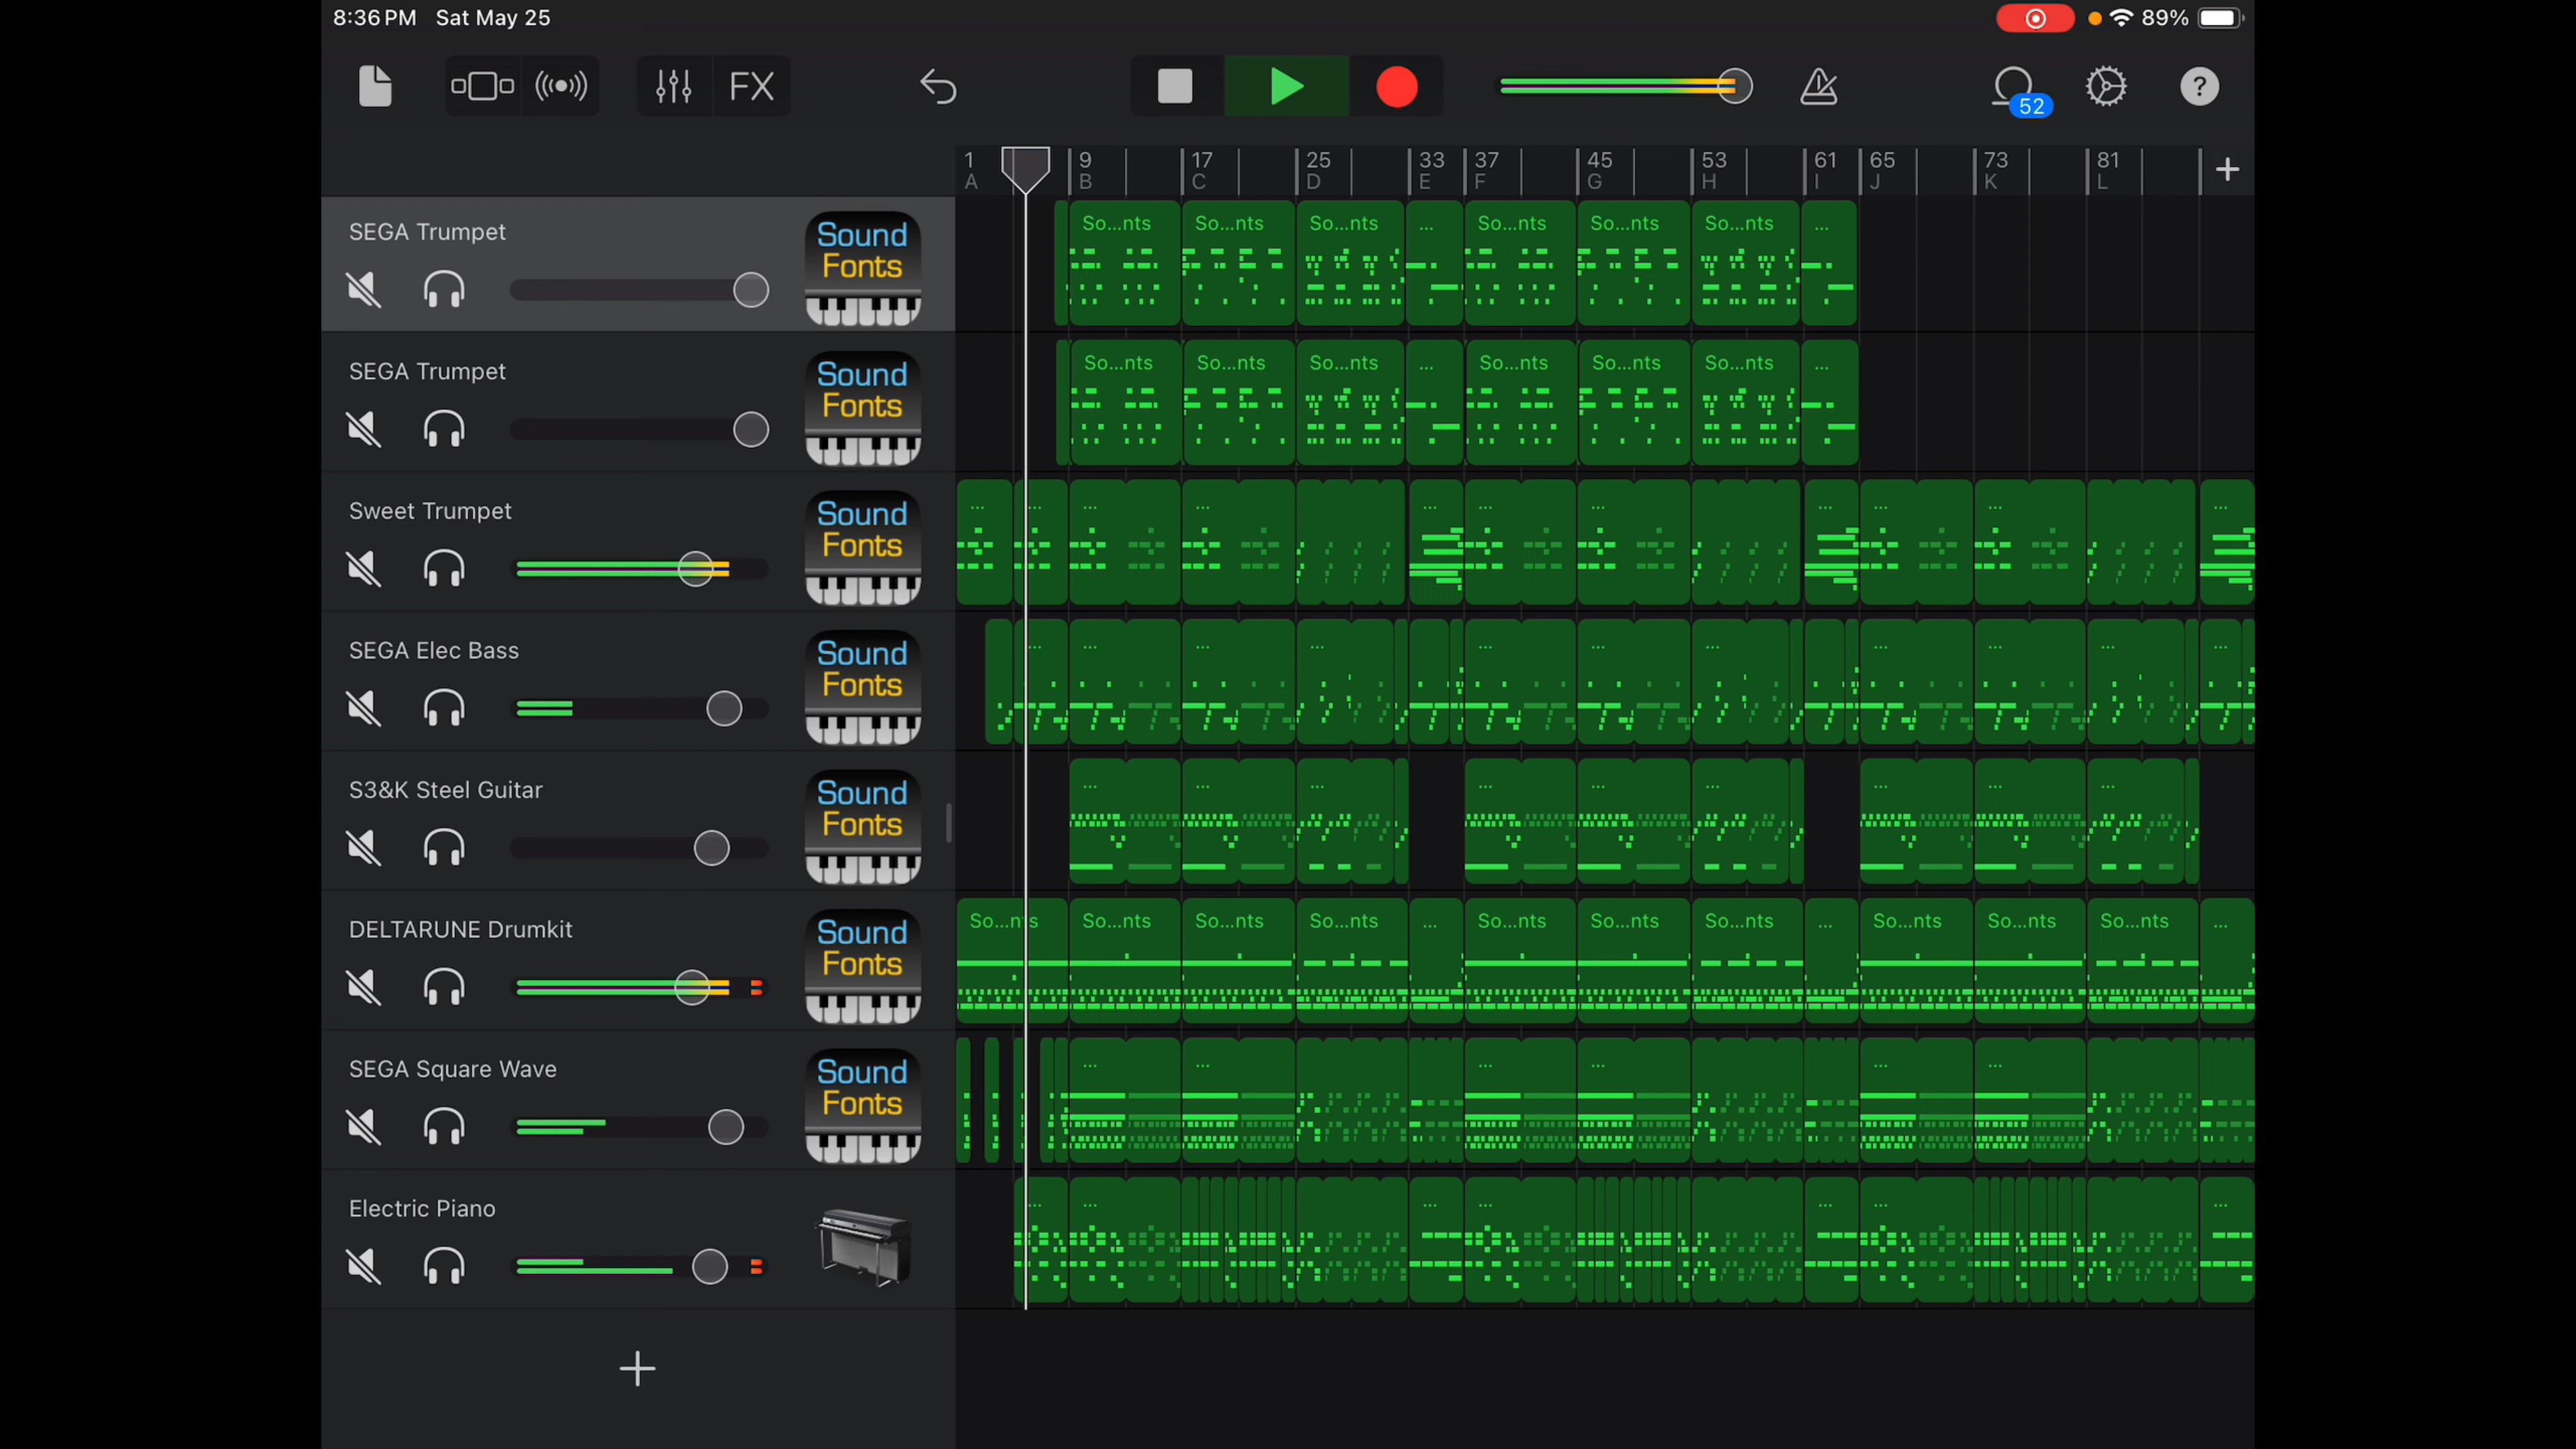 8:36 PM Sat May 25
89%
FX
52
?
1 9 17 25 33 37 45 53 61 65 73 81
A B C D E F G H I J K L
SEGA Trumpet
Sound
Fonts
So...nts So...nts So...nts ... So...nts So...nts So...nts ...
SEGA Trumpet
Sound
Fonts
So...nts So...nts So...nts ... So...nts So...nts So...nts ...
Sweet Trumpet
Sound
Fonts
... ... ... ... ... ... ... ... ... ... ...
SEGA Elec Bass
Sound
Fonts
... ... ... ... ... ... ... ... ... ... ... ... ...
S3&K Steel Guitar
Sound
Fonts
... ... ... ... ... ... ... ... ...
DELTARUNE Drumkit
Sound
Fonts
So...nts So...nts So...nts So...nts ... So...nts So...nts So...nts ... So...nts So...nts So...nts ...
SEGA Square Wave
Sound
Fonts
... ... ... ... ... ...
Electric Piano
... ... ... ... ... ... ...